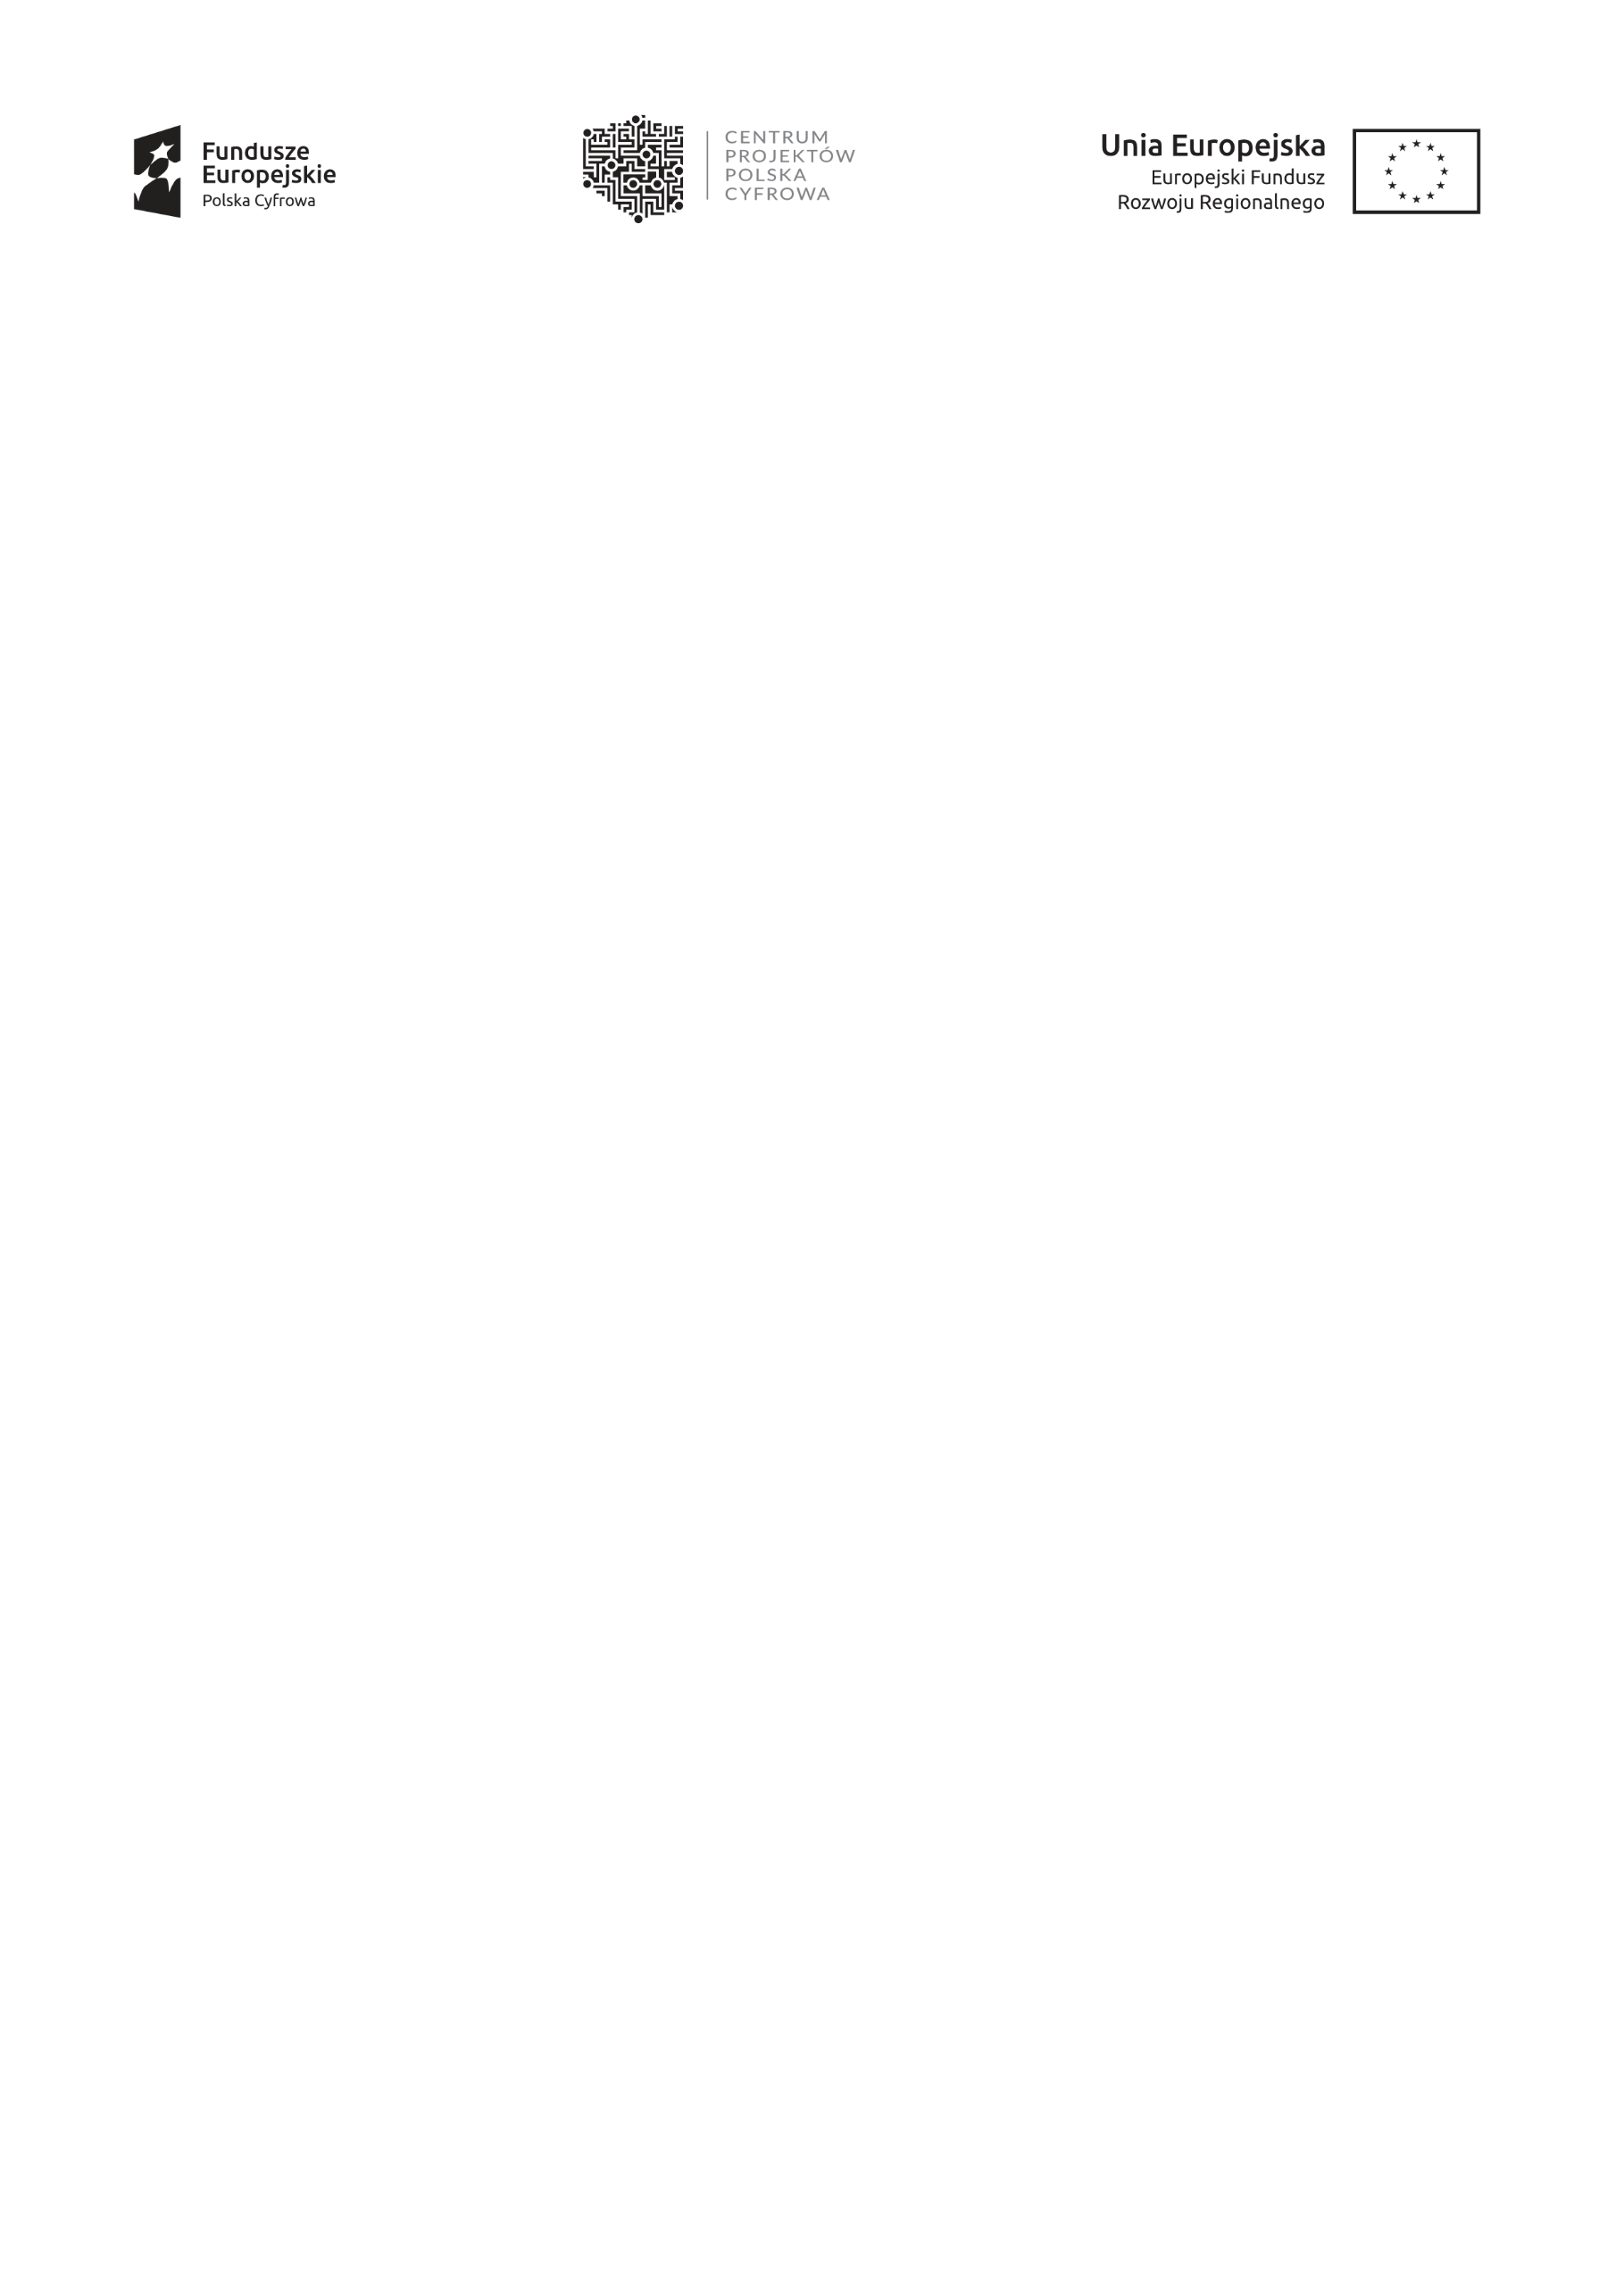 Fundusze
Europejskie
Polska Cyfrowa
CENTRUM
PROJEKTÓW
POLSKA
CYFROWA
Unia Europejska
Europejski Fundusz
Rozwoju Regionalnego